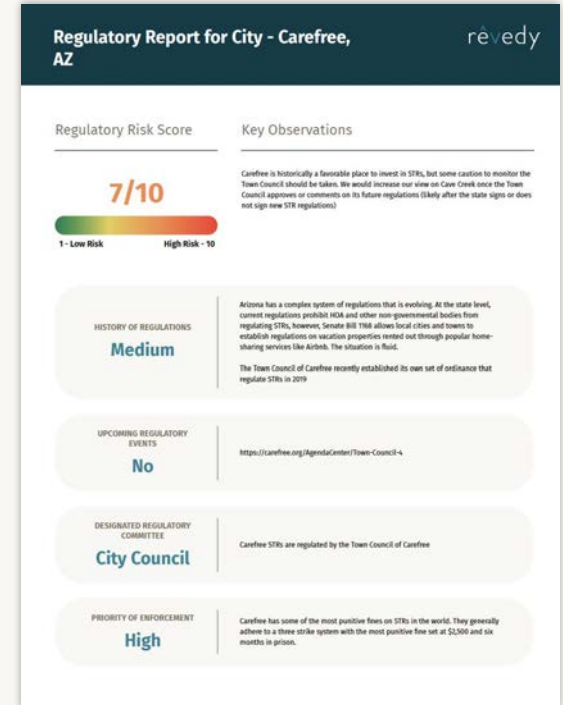 Regulatory Report for City - Carefree,
AZ
rêvedy
Regulatory Risk Score
Key Observations
7/10
1 - Low Risk
High Risk - 10
Carefree is historically a favorable place to invest in STRs, but some caution to monitor the
Town Council should be taken. We would increase our view on Cave Creek once the Town
Council approves or comments on its future regulations (likely after the state signs or does
not sign new STR regulations)
HISTORY OF REGULATIONS
Medium
Arizona has a complex system of regulations that is evolving. At the state level,
current regulations prohibit HOA and other non-governmental bodies from
regulating STRs, however, Senate Bill 1168 allows local cities and towns to
establish regulations on vacation properties rented out through popular home-
sharing services like Airbnb. The situation is fluid.
The Town Council of Carefree recently established its own set of ordinance that
regulate STRs in 2019
UPCOMING REGULATORY
EVENTS
No
https://carefree.org/AgendaCenter/Town-Council-4
DESIGNATED REGULATORY
COMMITTEE
City Council
Carefree STRs are regulated by the Town Council of Carefree
PRIORITY OF ENFORCEMENT
High
Carefree has some of the most punitive fines on STRs in the world. They generally
adhere to a three strike system with the most punitive fine set at $2,500 and six
months in prison.